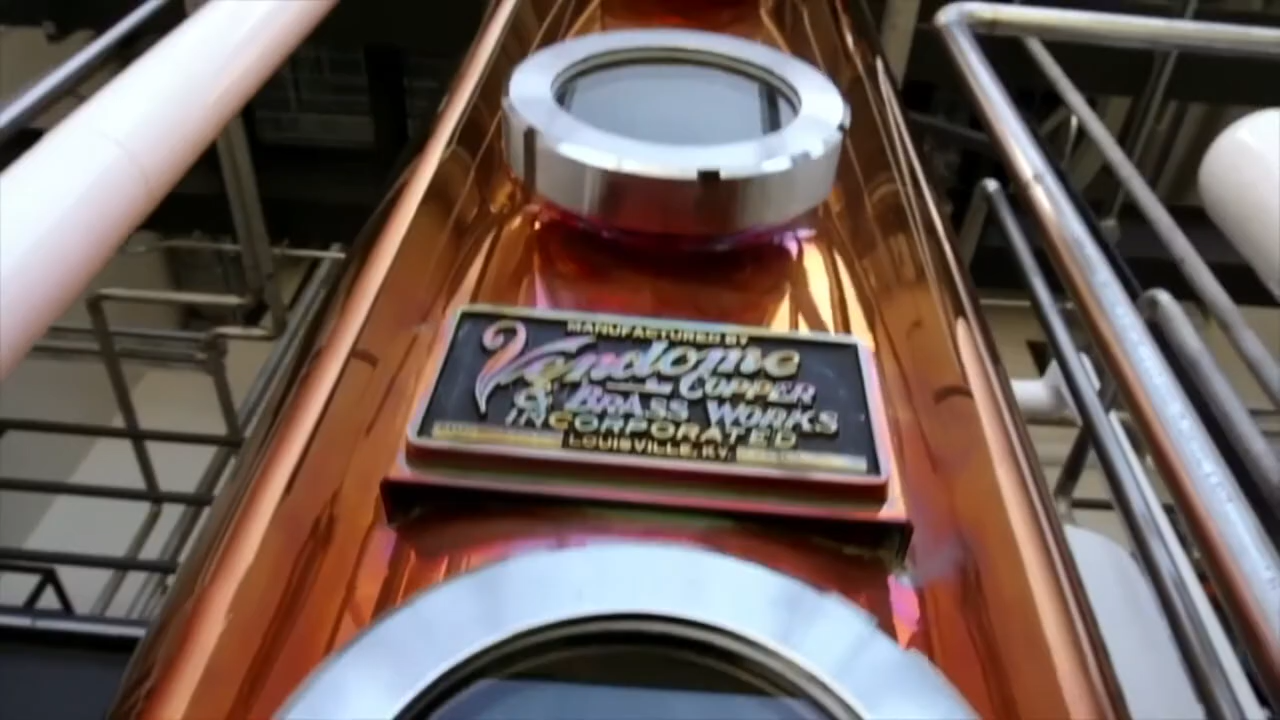 MANUFACTURED BY
Vendome
COPPER
& BRASS WORKS
INCORPORATED
LOUISVILLE, KY.